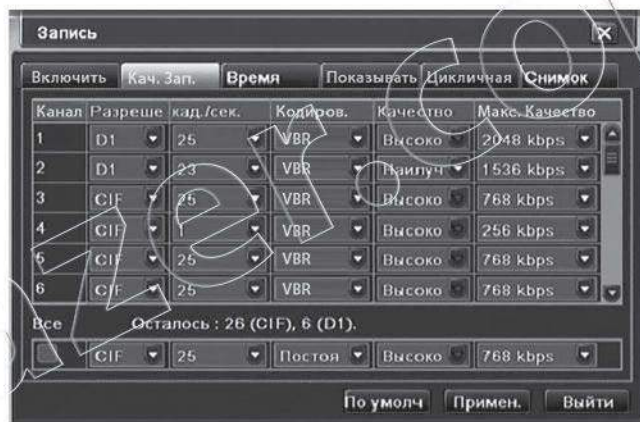 Запись
Включить Кач. Зап. Время Показывать Цикличная Снимок
Канал Разреше кад./сек. Кодиров. Качество Макс. Качество
1 D1 25 VBR Высоко 2048 kbps
2 D1 23 VBR Наилуч 1536 kbps
3 CIF 25 VBR Высоко 768 kbps
4 CIF 1 VBR Высоко 256 kbps
5 CIF 25 VBR Высоко 768 kbps
6 CIF 25 VBR Высоко 768 kbps
Все Осталось : 26 (CIF), 6 (D1).
CIF 25 Постоя Высоко 768 kbps
По умолч Примен. Выйти